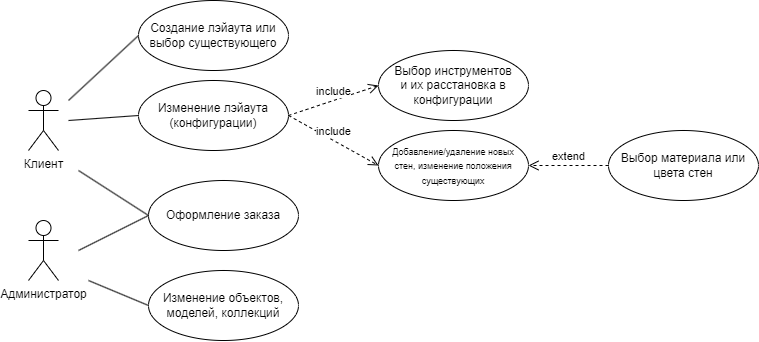 Создание лэйаута или
выбор существующего
Изменение лэйаута
(конфигурации)
include
include
Выбор инструментов
и их расстановка в
конфигурации
Добавление/удаление новых
стен, изменение положения
существующих
extend
Выбор материала или
цвета стен
Клиент
Оформление заказа
Администратор
Изменение объектов,
моделей, коллекций